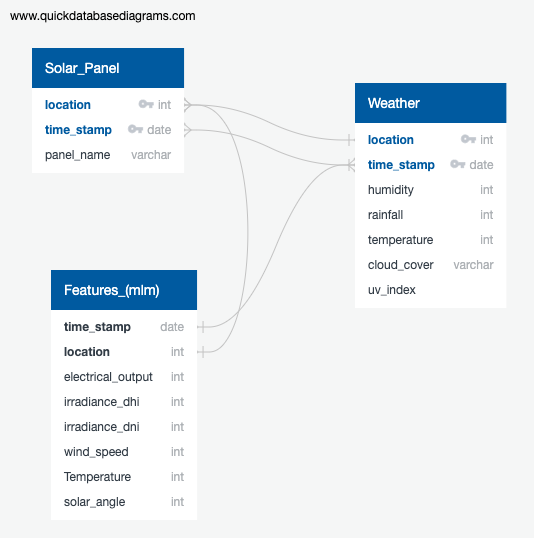 www.quickdatabasediagrams.com
Solar_Panel
location int
time_stamp date
panel_name varchar
Weather
location int
time_stamp date
humidity int
rainfall int
temperature int
cloud_cover varchar
uv_index
Features_(mlm)
time_stamp date
location int
electrical_output int
irradiance_dhi int
irradiance_dni int
wind_speed int
Temperature int
solar_angle int